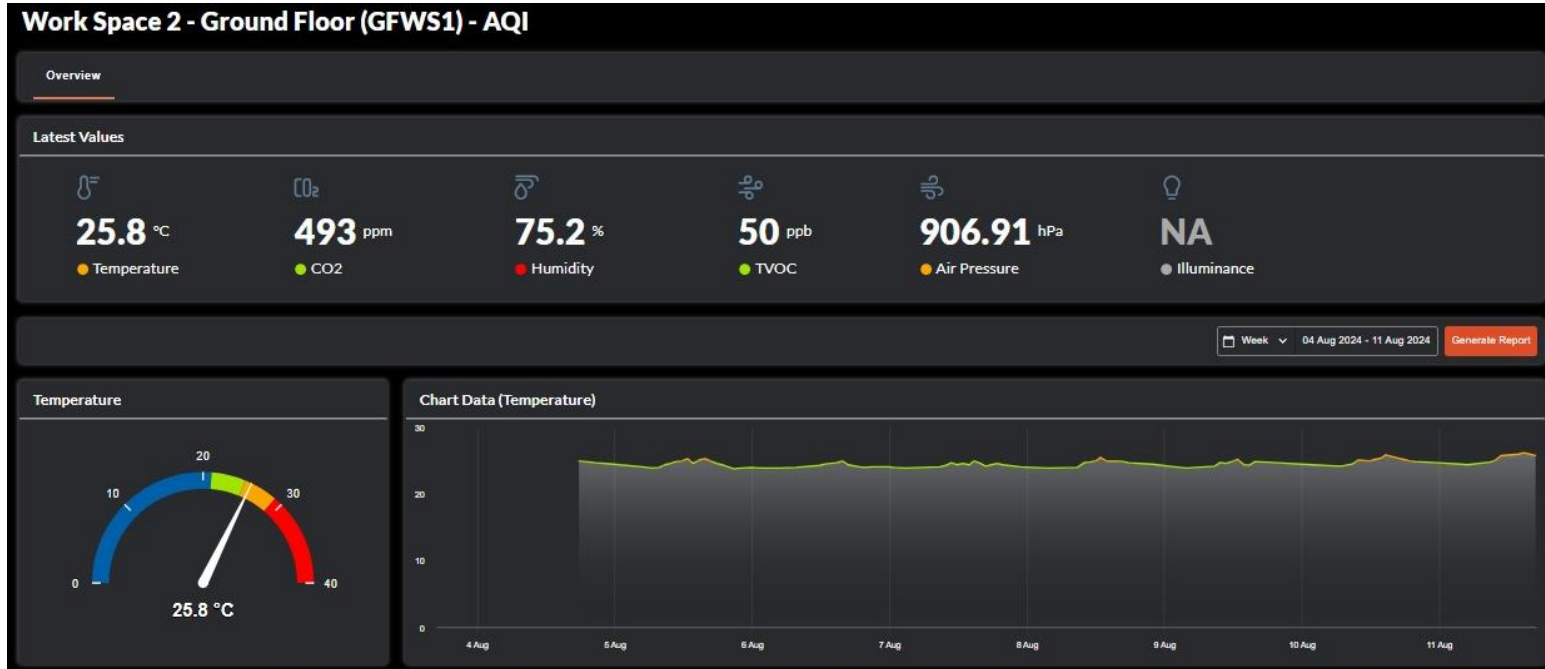 Work Space 2 - Ground Floor (GFWS1) - AQI
Overview
Latest Values
CO₂
25.8 °C
493 ppm
75.2 %
50 ppb
906.91 hPa
NA
Temperature
CO2
Humidity
TVOC
Air Pressure
Illuminance
Week
04 Aug 2024 - 11 Aug 2024
Generate Report
Temperature
0
10
20
30
40
25.8 °C
Chart Data (Temperature)
30
20
10
0
4 Aug
5 Aug
6 Aug
7 Aug
8 Aug
9 Aug
10 Aug
11 Aug